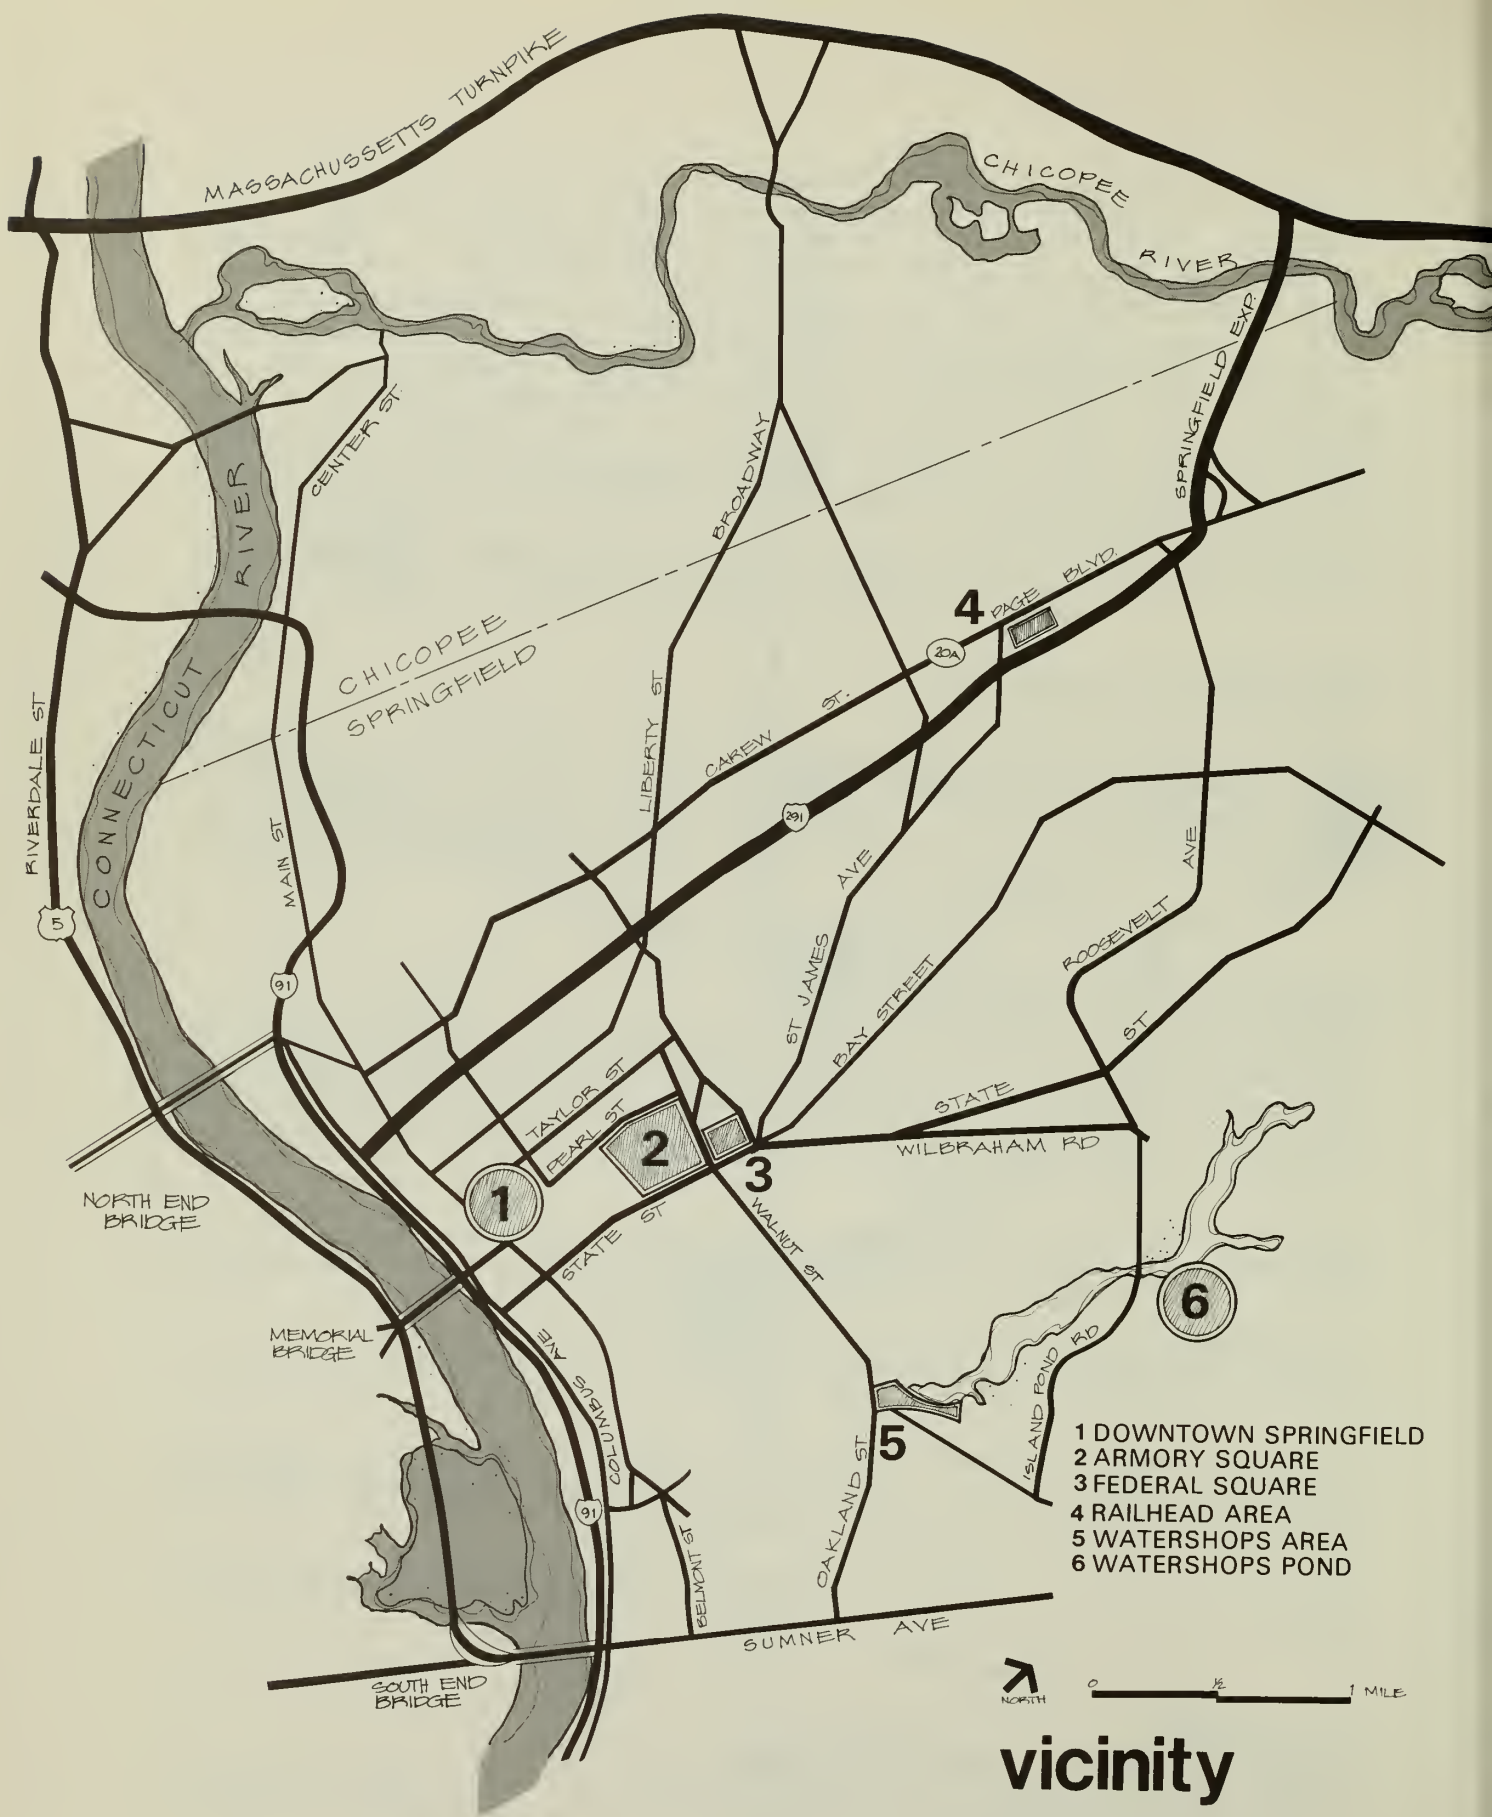 MASSACHUSSETTS TURNPIKE
CHICOPEE
RIVER
SPRINGFIELD EXP.
CENTER ST.
RIVER
BROADWAY
CONNECTICUT
CHICOPEE
SPRINGFIELD
4
PAGE BLVD.
20A
RIVERDALE ST
LIBERTY ST
CAREW ST.
291
MAIN ST
5
91
ST JAMES AVE
BAY STREET
ROOSEVELT AVE
STATE ST
WILBRAHAM RD
TAYLOR ST
PEARL ST
2
3
1
NORTH END
BRIDGE
STATE ST
WALNUT ST
6
MEMORIAL
BRIDGE
COLUMBUS AVE
ISLAND POND RD
5
OAKLAND ST
91
BELMONT ST
SUMNER AVE
SOUTH END
BRIDGE
1 DOWNTOWN SPRINGFIELD
2 ARMORY SQUARE
3 FEDERAL SQUARE
4 RAILHEAD AREA
5 WATERSHOPS AREA
6 WATERSHOPS POND
NORTH
0 1/2 1 MILE
vicinity